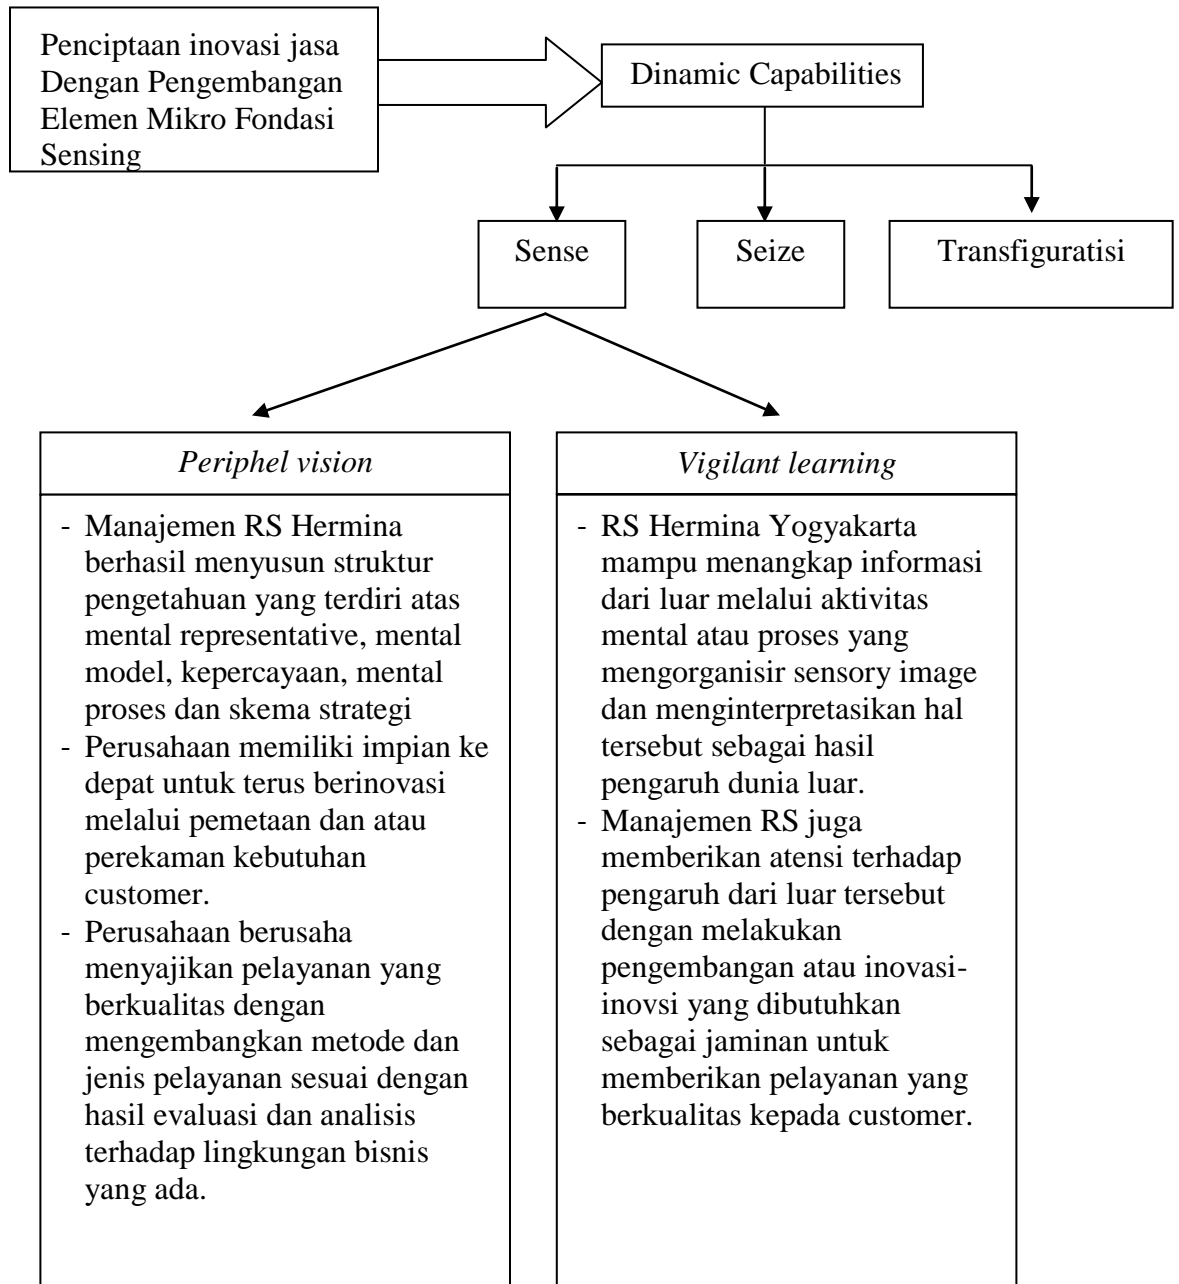 Penciptaan inovasi jasa
Dengan Pengembangan
Elemen Mikro Fondasi
Sensing
Dinamic Capabilities
Sense
Seize
Transfiguratisi
Periphel vision
- Manajemen RS Hermina
berhasil menyusun struktur
pengetahuan yang terdiri atas
mental representative, mental
model, kepercayaan, mental
proses dan skema strategi
- Perusahaan memiliki impian ke
depat untuk terus berinovasi
melalui pemetaan dan atau
perekaman kebutuhan
customer.
- Perusahaan berusaha
menyajikan pelayanan yang
berkualitas dengan
mengembangkan metode dan
jenis pelayanan sesuai dengan
hasil evaluasi dan analisis
terhadap lingkungan bisnis
yang ada.
Vigilant learning
- RS Hermina Yogyakarta
mampu menangkap informasi
dari luar melalui aktivitas
mental atau proses yang
mengorganisir sensory image
dan menginterpretasikan hal
tersebut sebagai hasil
pengaruh dunia luar.
- Manajemen RS juga
memberikan atensi terhadap
pengaruh dari luar tersebut
dengan melakukan
pengembangan atau inovasi-
inovsi yang dibutuhkan
sebagai jaminan untuk
memberikan pelayanan yang
berkualitas kepada customer.